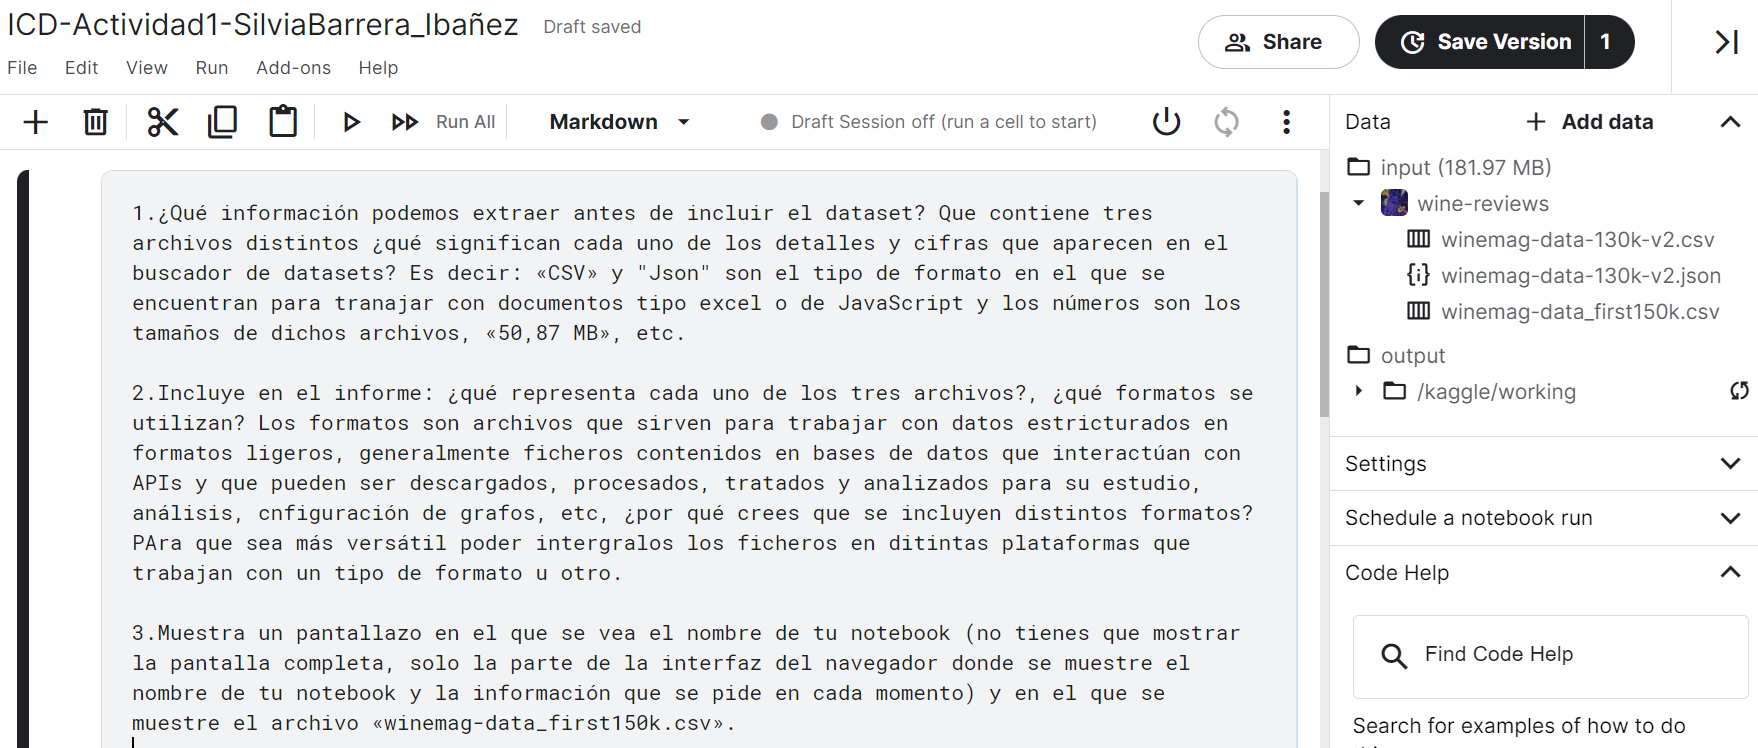 ICD-Actividad1-SilviaBarrera_Ibañez Draft saved
Share
Save Version 1
File Edit View Run Add-ons Help
Run All
Markdown
Draft Session off (run a cell to start)
1.¿Qué información podemos extraer antes de incluir el dataset? Que contiene tres
archivos distintos ¿qué significan cada uno de los detalles y cifras que aparecen en el
buscador de datasets? Es decir: «CSV» y "Json" son el tipo de formato en el que se
encuentran para tranajar con documentos tipo excel o de JavaScript y los números son los
tamaños de dichos archivos, «50,87 MB», etc.
2.Incluye en el informe: ¿qué representa cada uno de los tres archivos?, ¿qué formatos se
utilizan? Los formatos son archivos que sirven para trabajar con datos estricturados en
formatos ligeros, generalmente ficheros contenidos en bases de datos que interactúan con
APIs y que pueden ser descargados, procesados, tratados y analizados para su estudio,
análisis, cnfiguración de grafos, etc, ¿por qué crees que se incluyen distintos formatos?
PAra que sea más versátil poder intergralos los ficheros en ditintas plataformas que
trabajan con un tipo de formato u otro.
3.Muestra un pantallazo en el que se vea el nombre de tu notebook (no tienes que mostrar
la pantalla completa, solo la parte de la interfaz del navegador donde se muestre el
nombre de tu notebook y la información que se pide en cada momento) y en el que se
muestre el archivo «winemag-data_first150k.csv».
Data
Add data
input (181.97 MB)
wine-reviews
winemag-data-130k-v2.csv
winemag-data-130k-v2.json
winemag-data_first150k.csv
output
/kaggle/working
Settings
Schedule a notebook run
Code Help
Find Code Help
Search for examples of how to do